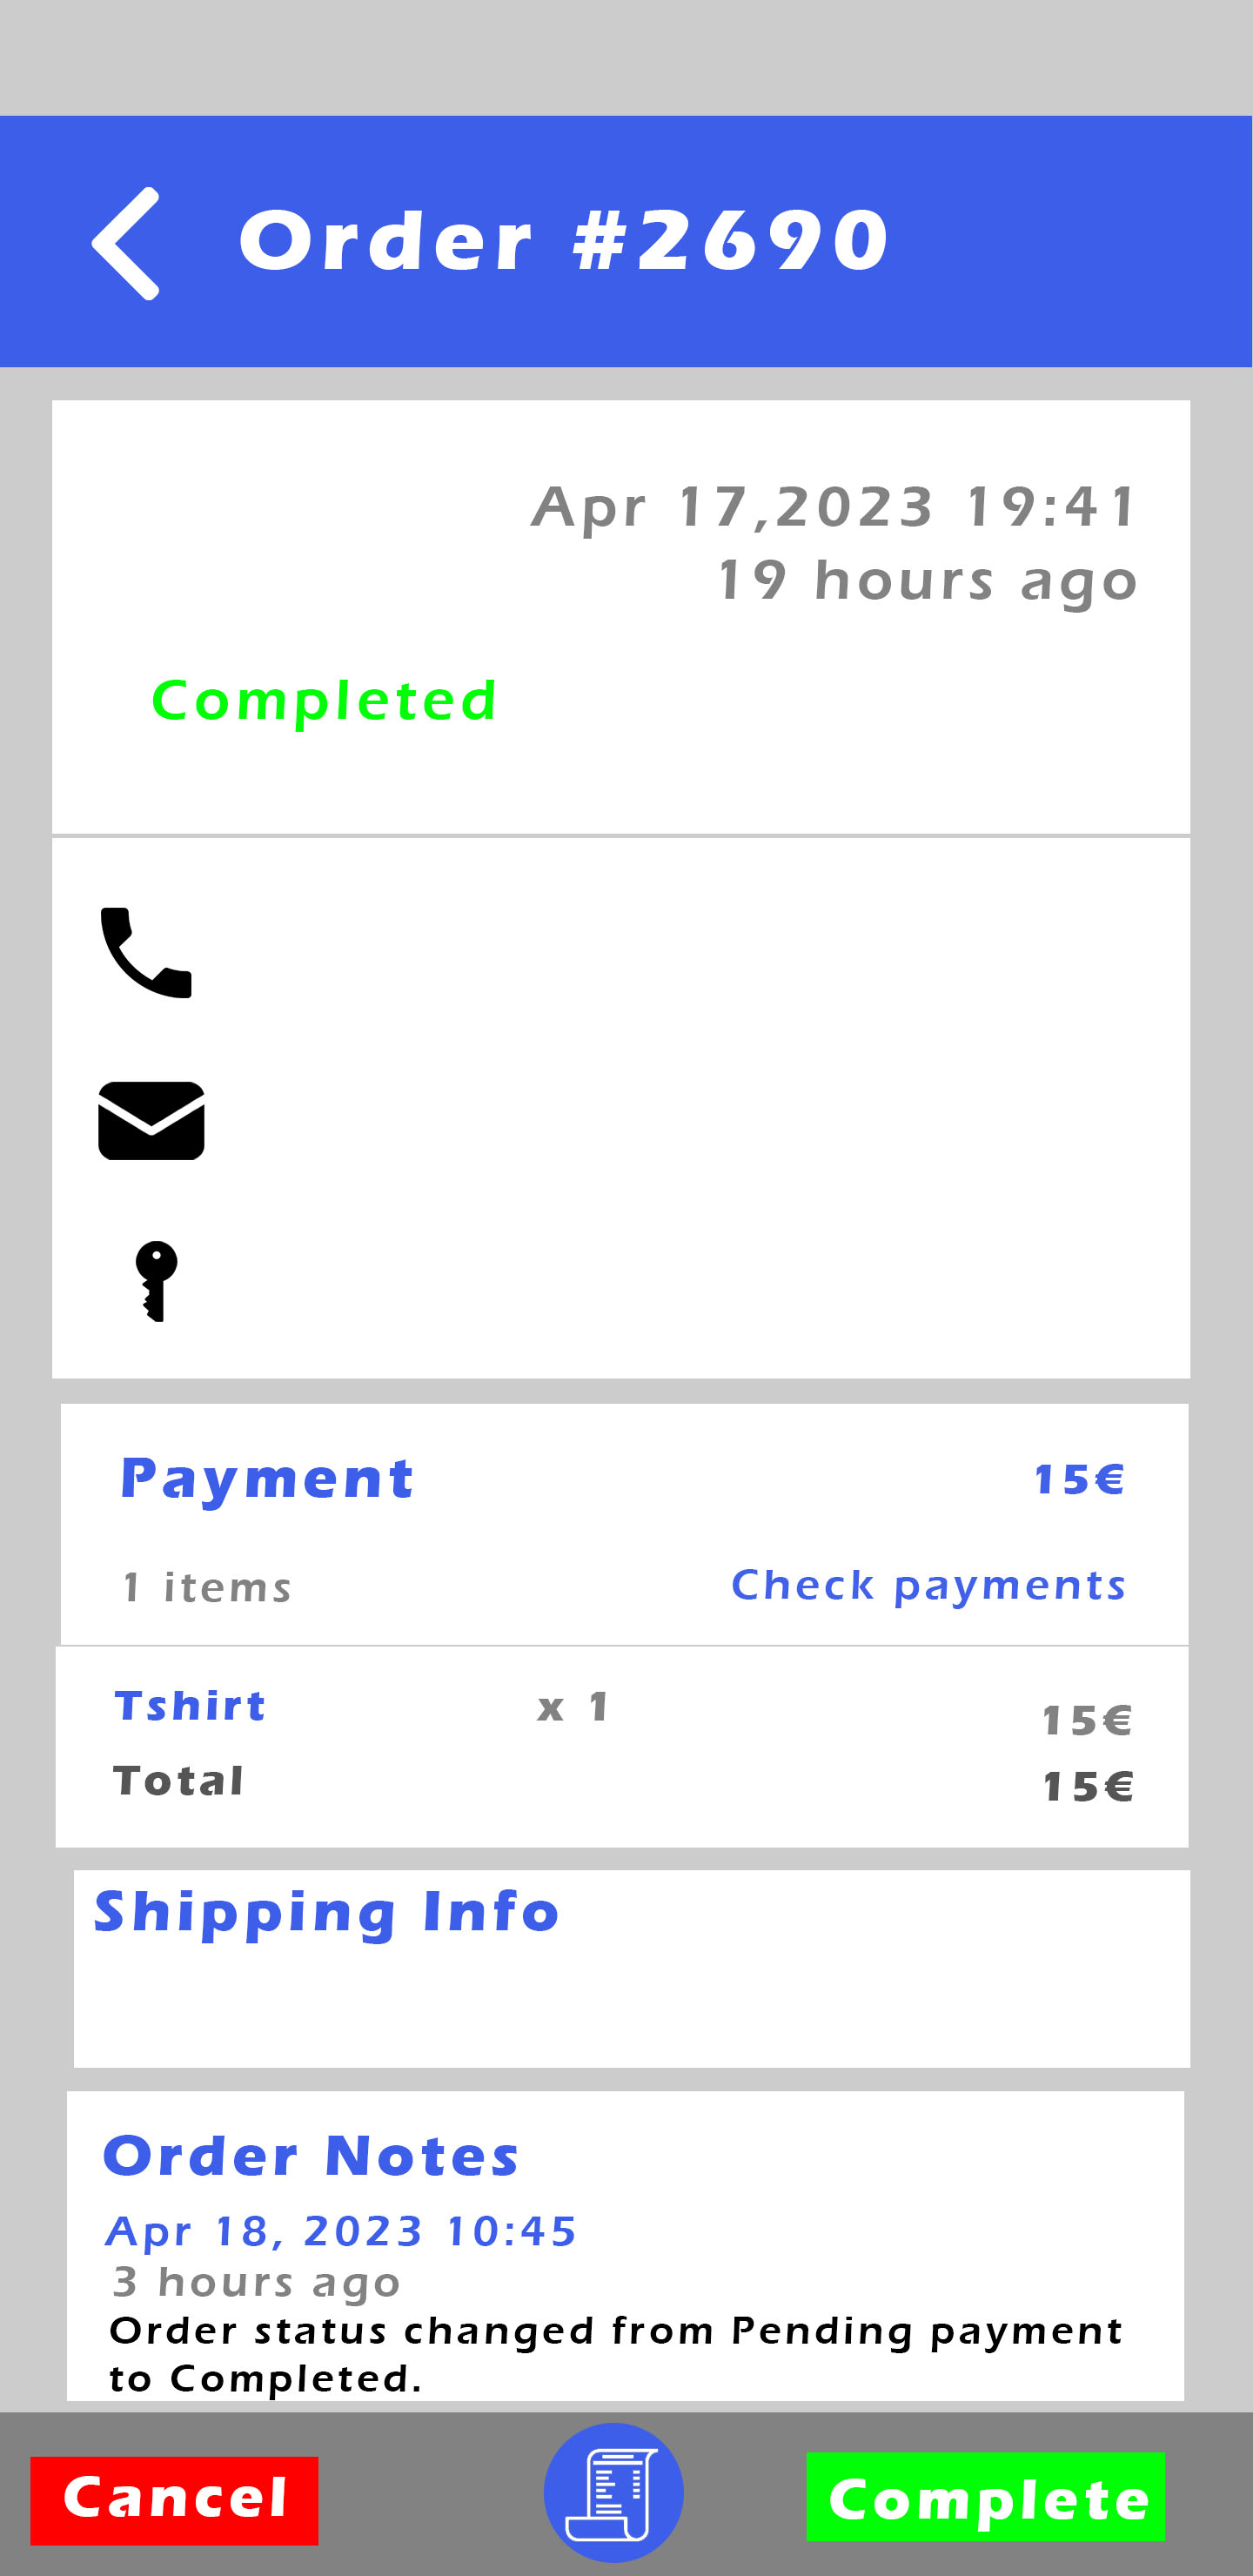 Order #2690
Apr 17,2023 19:41
19 hours ago
Completed
Payment 15€
1 items Check payments
Tshirt x 1 15€
Total 15€
Shipping Info
Order Notes
Apr 18, 2023 10:45
3 hours ago
Order status changed from Pending payment
to Completed.
Cancel Complete